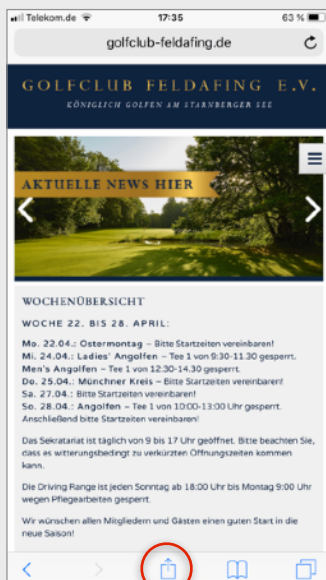 Telekom.de 17:35 63 %
golfclub-feldafing.de
GOLFCLUB FELDAFING E.V.
KÖNIGLICH GOLFEN AM STARNBERGER SEE
AKTUELLE NEWS HIER
WOCHENÜBERSICHT
WOCHE 22. BIS 28. APRIL:
Mo. 22.04.: Ostermontag – Bitte Startzeiten vereinbaren!
Mi. 24.04.: Ladies' Angolfen – Tee 1 von 9:30-11.30 gesperrt.
Men's Angolfen – Tee 1 von 12:30-14.30 gesperrt.
Do. 25.04.: Münchner Kreis – Bitte Startzeiten vereinbaren!
Sa. 27.04.: Bitte Startzeiten vereinbaren!
So. 28.04.: Angolfen – Tee 1 von 10:00-13:00 Uhr gesperrt.
Anschließend bitte Startzeiten vereinbaren!
Das Sekratariat ist täglich von 9 bis 17 Uhr geöffnet. Bitte beachten Sie,
dass es witterungsbedingt zu verkürzten Öffnungszeiten kommen
kann.
Die Driving Range ist jeden Sonntag ab 18:00 Uhr bis Montag 9:00 Uhr
wegen Pflegearbeiten gesperrt.
Wir wünschen allen Mitgliedern und Gästen einen guten Start in die
neue Saison!